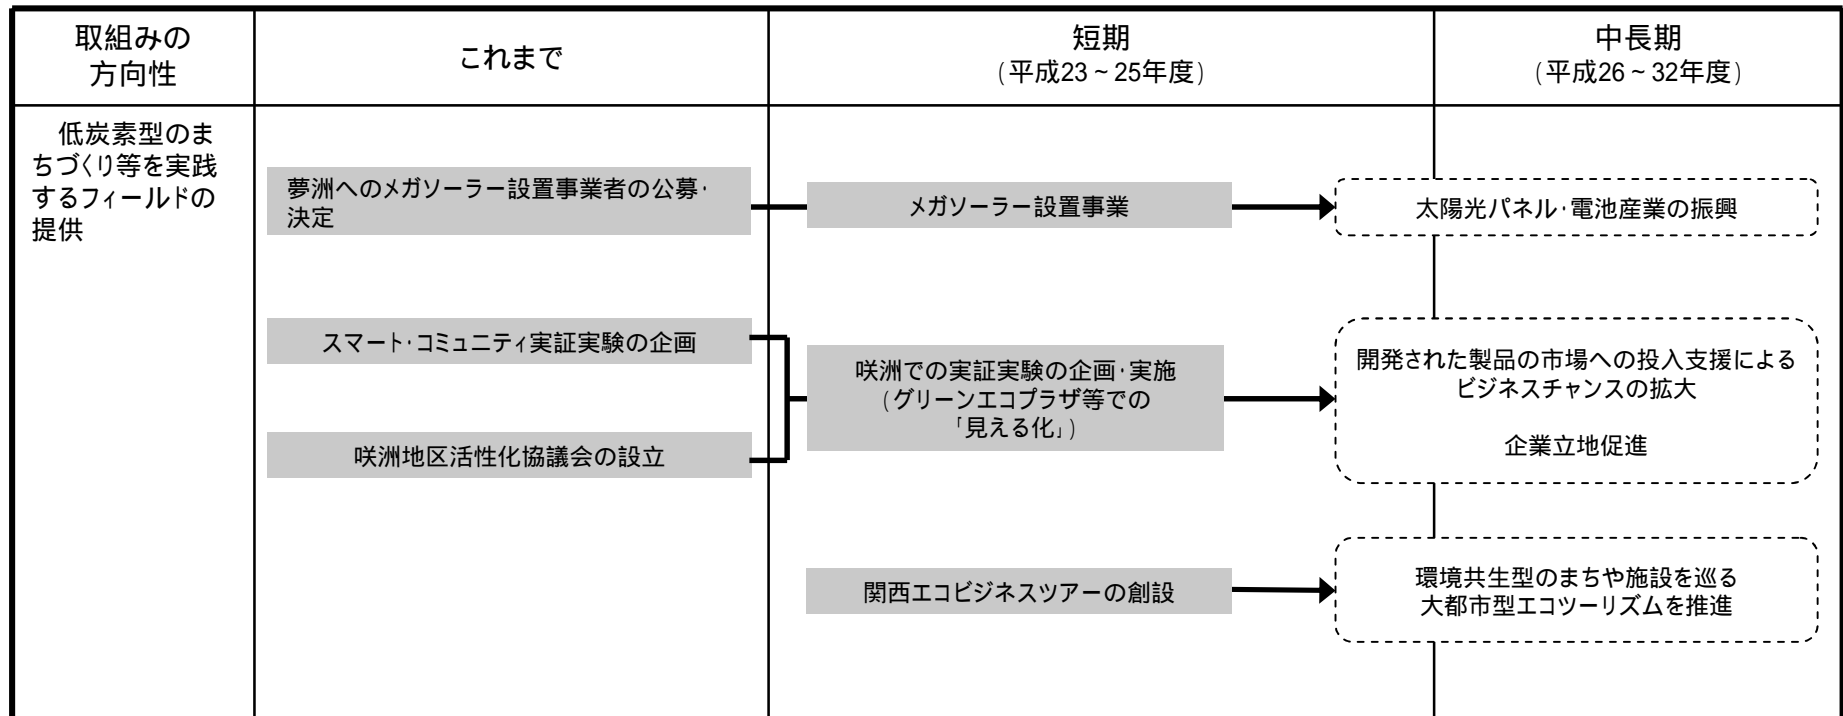 取組みの
方向性
これまで
短期
(平成23～25年度)
中長期
(平成26～32年度)
低炭素型のま
ちづくり等を実践
するフィールドの
提供
夢洲へのメガソーラー設置事業者の公募・
決定
メガソーラー設置事業
太陽光パネル・電池産業の振興
スマート・コミュニティ実証実験の企画
咲洲地区活性化協議会の設立
咲洲での実証実験の企画・実施
(グリーンエコプラザ等での
「見える化」)
開発された製品の市場への投入支援による
ビジネスチャンスの拡大
企業立地促進
関西エコビジネスツアーの創設
環境共生型のまちや施設を巡る
大都市型エコツーリズムを推進